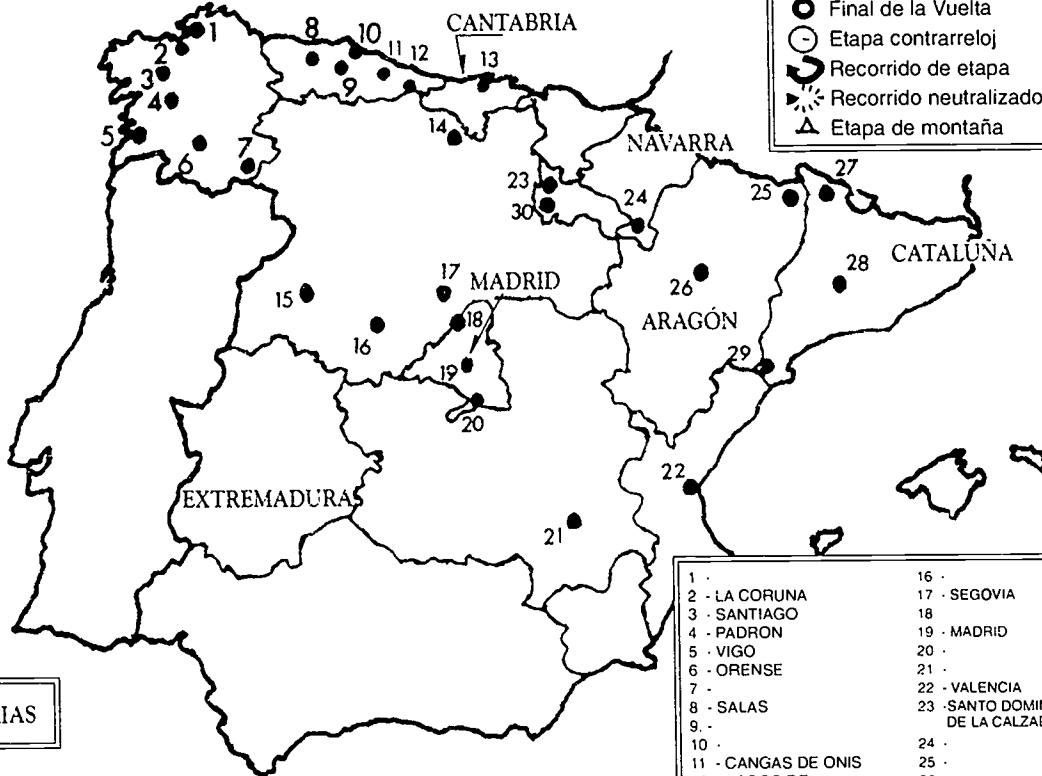 Final de la Vuelta
Etapa contrarreloj
Recorrido de etapa
Recorrido neutralizado
Etapa de montaña
CANTABRIA
1
2
3
4
5
6
7
8
9
10
11
12
13
14
NAVARRA
23
30
24
25
27
CATALUÑA
28
26
ARAGÓN
29
15
16
17
MADRID
18
19
20
EXTREMADURA
21
22
IAS
1 -
2 - LA CORUNA
3 - SANTIAGO
4 - PADRON
5 - VIGO
6 - ORENSE
7 -
8 - SALAS
9. -
10 -
11 - CANGAS DE ONIS
16 -
17 - SEGOVIA
18
19 - MADRID
20 -
21 -
22 - VALENCIA
23 - SANTO DOMIN
DE LA CALZA
24 -
25 -